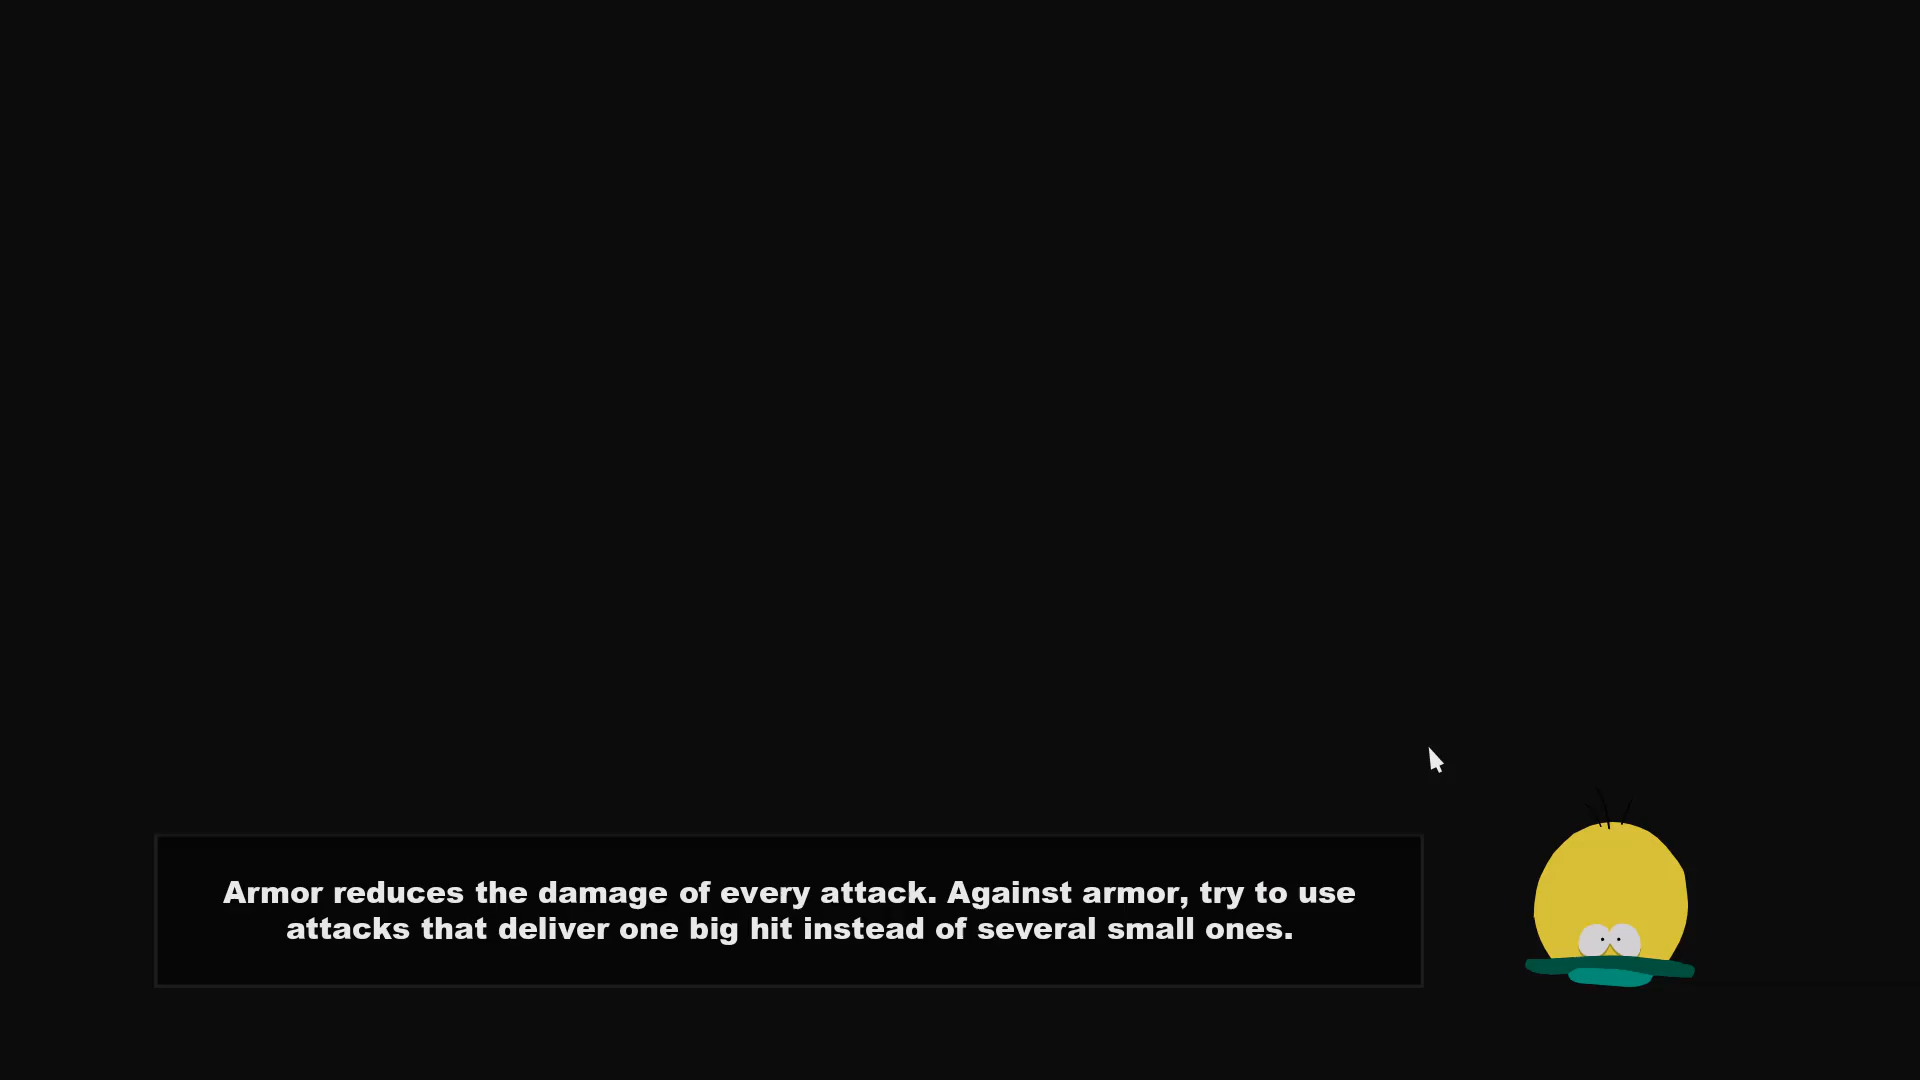 Armor reduces the damage of every attack. Against armor, try to use
attacks that deliver one big hit instead of several small ones.